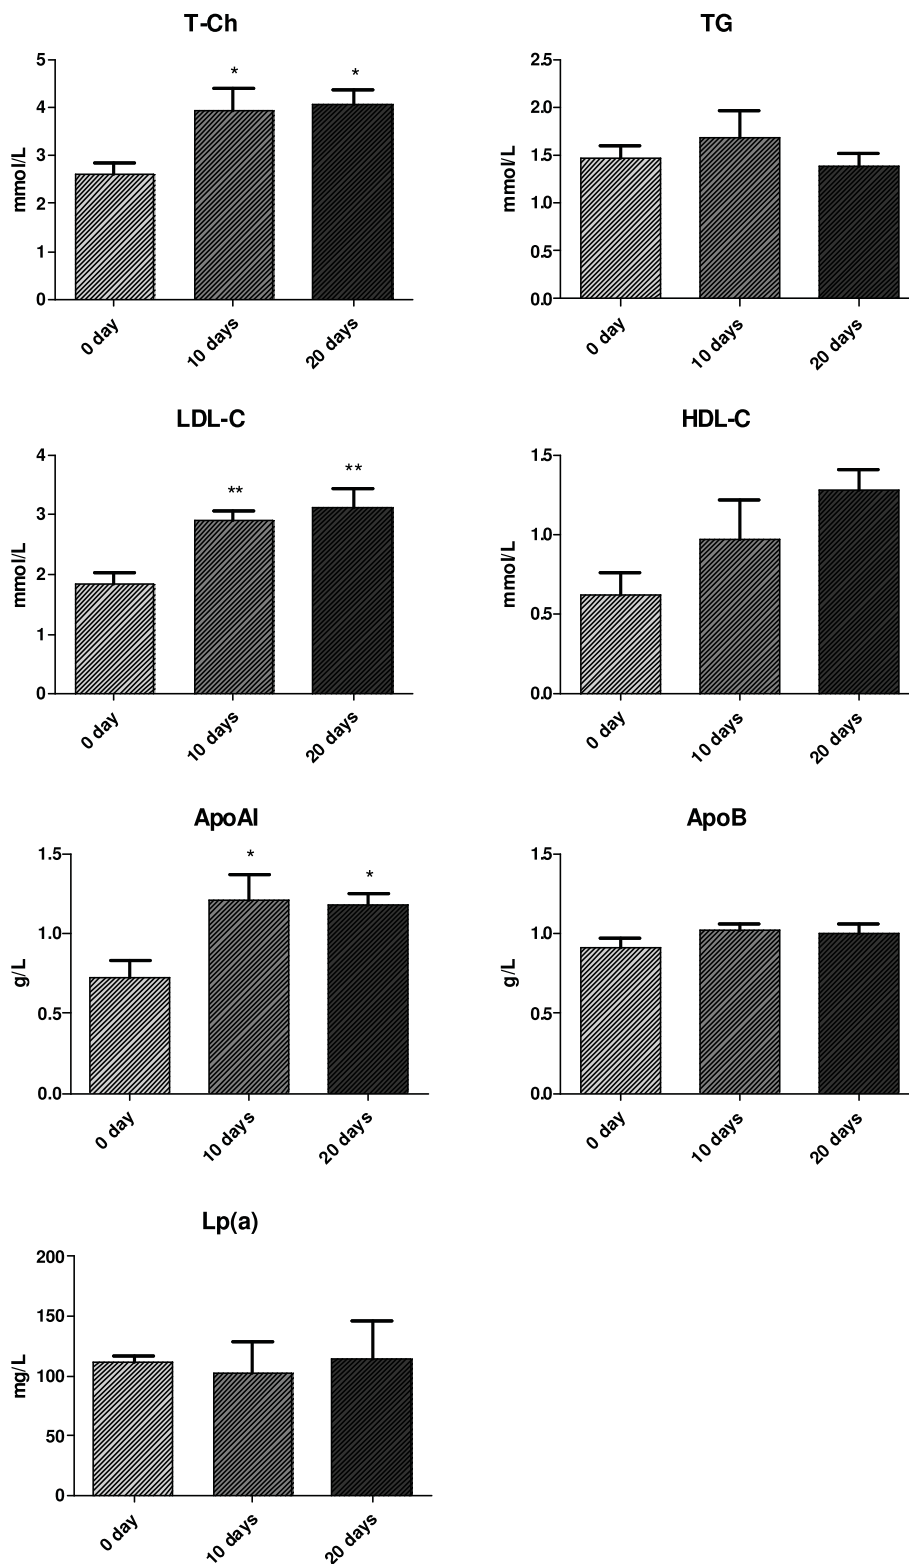 T-Ch
5
4
3
2
1
0
mmol/L
*
*
0 day
10 days
20 days
TG
2.5
2.0
1.5
1.0
0.5
0.0
mmol/L
0 day
10 days
20 days
LDL-C
4
3
2
1
0
mmol/L
**
**
0 day
10 days
20 days
HDL-C
1.5
1.0
0.5
0.0
mmol/L
0 day
10 days
20 days
ApoAI
1.5
1.0
0.5
0.0
g/L
*
*
0 day
10 days
20 days
ApoB
1.5
1.0
0.5
0.0
g/L
0 day
10 days
20 days
Lp(a)
200
150
100
50
0
mg/L
0 day
10 days
20 days